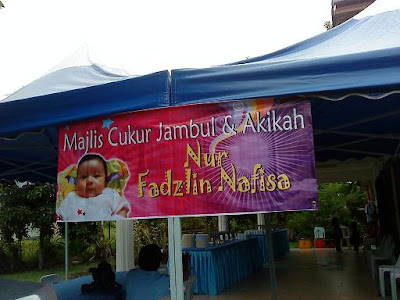 Majlis Cukur Jambul & Akikah
Nur
Fadzlin Nafisa